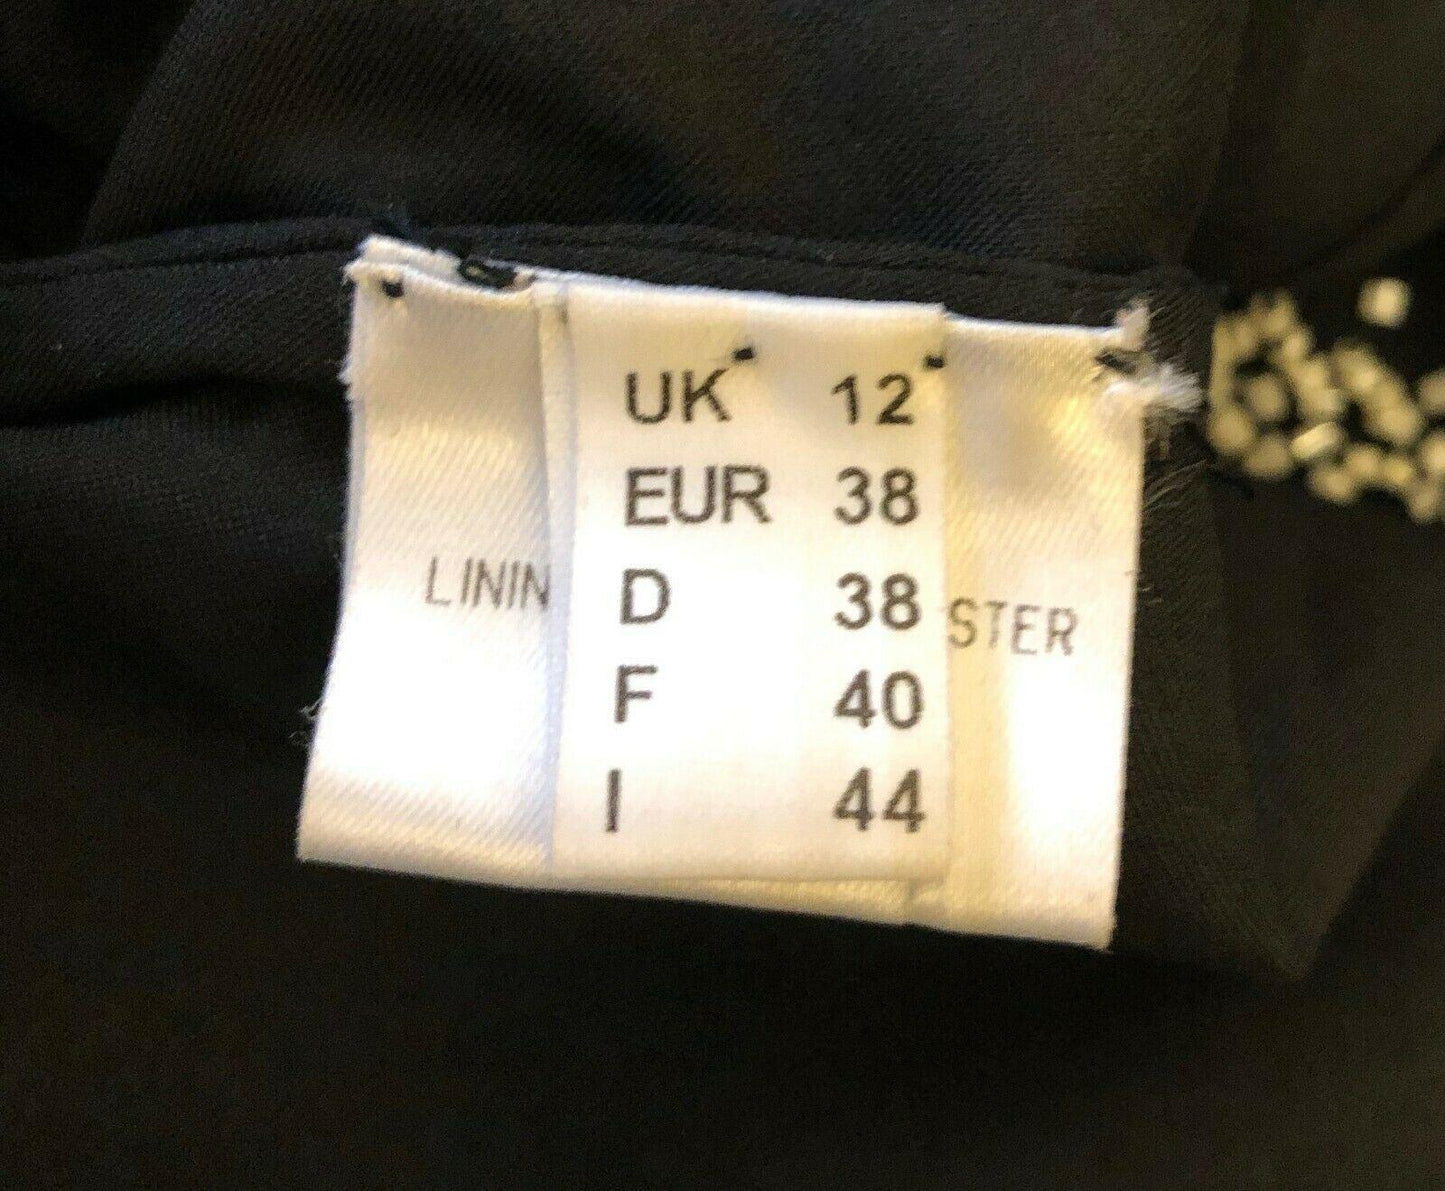 UK 12
EUR 38
D 38
F 40
I 44
LININ STER